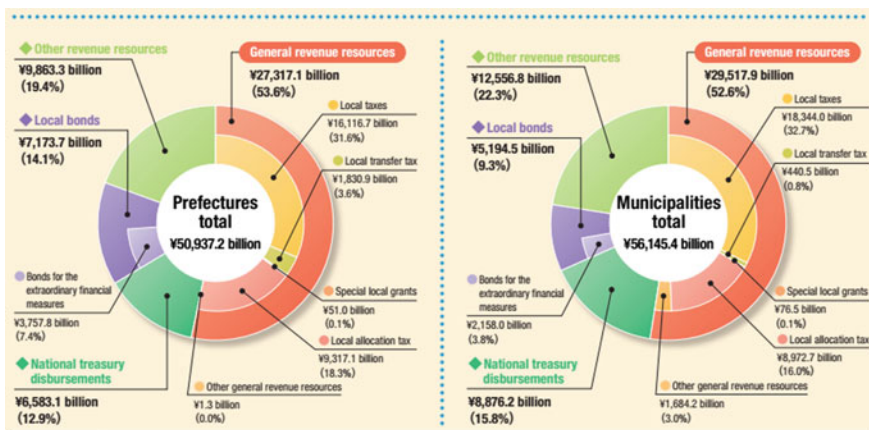 Other revenue resources
¥9,863.3 billion
(19.4%)
General revenue resources
¥27,317.1 billion
(53.6%)
Local taxes
¥16,116.7 billion
(31.6%)
Local transfer tax
¥1,830.9 billion
(3.6%)
Local bonds
¥7,173.7 billion
(14.1%)
Prefectures
total
¥50,937.2 billion
Bonds for the
extraordinary financial
measures
¥3,757.8 billion
(7.4%)
Special local grants
¥51.0 billion
(0.1%)
Local allocation tax
¥9,317.1 billion
(18.3%)
National treasury
disbursements
¥6,583.1 billion
(12.9%)
Other general revenue resources
¥1.3 billion
(0.0%)
Other revenue resources
¥12,556.8 billion
(22.3%)
General revenue resources
¥29,517.9 billion
(52.6%)
Local taxes
¥18,344.0 billion
(32.7%)
Local transfer tax
¥440.5 billion
(0.8%)
Local bonds
¥5,194.5 billion
(9.3%)
Municipalities
total
¥56,145.4 billion
Bonds for the
extraordinary financial
measures
¥2,158.0 billion
(3.8%)
Special local grants
¥76.5 billion
(0.1%)
Local allocation tax
¥8,972.7 billion
(16.0%)
National treasury
disbursements
¥8,876.2 billion
(15.8%)
Other general revenue resources
¥1,684.2 billion
(3.0%)